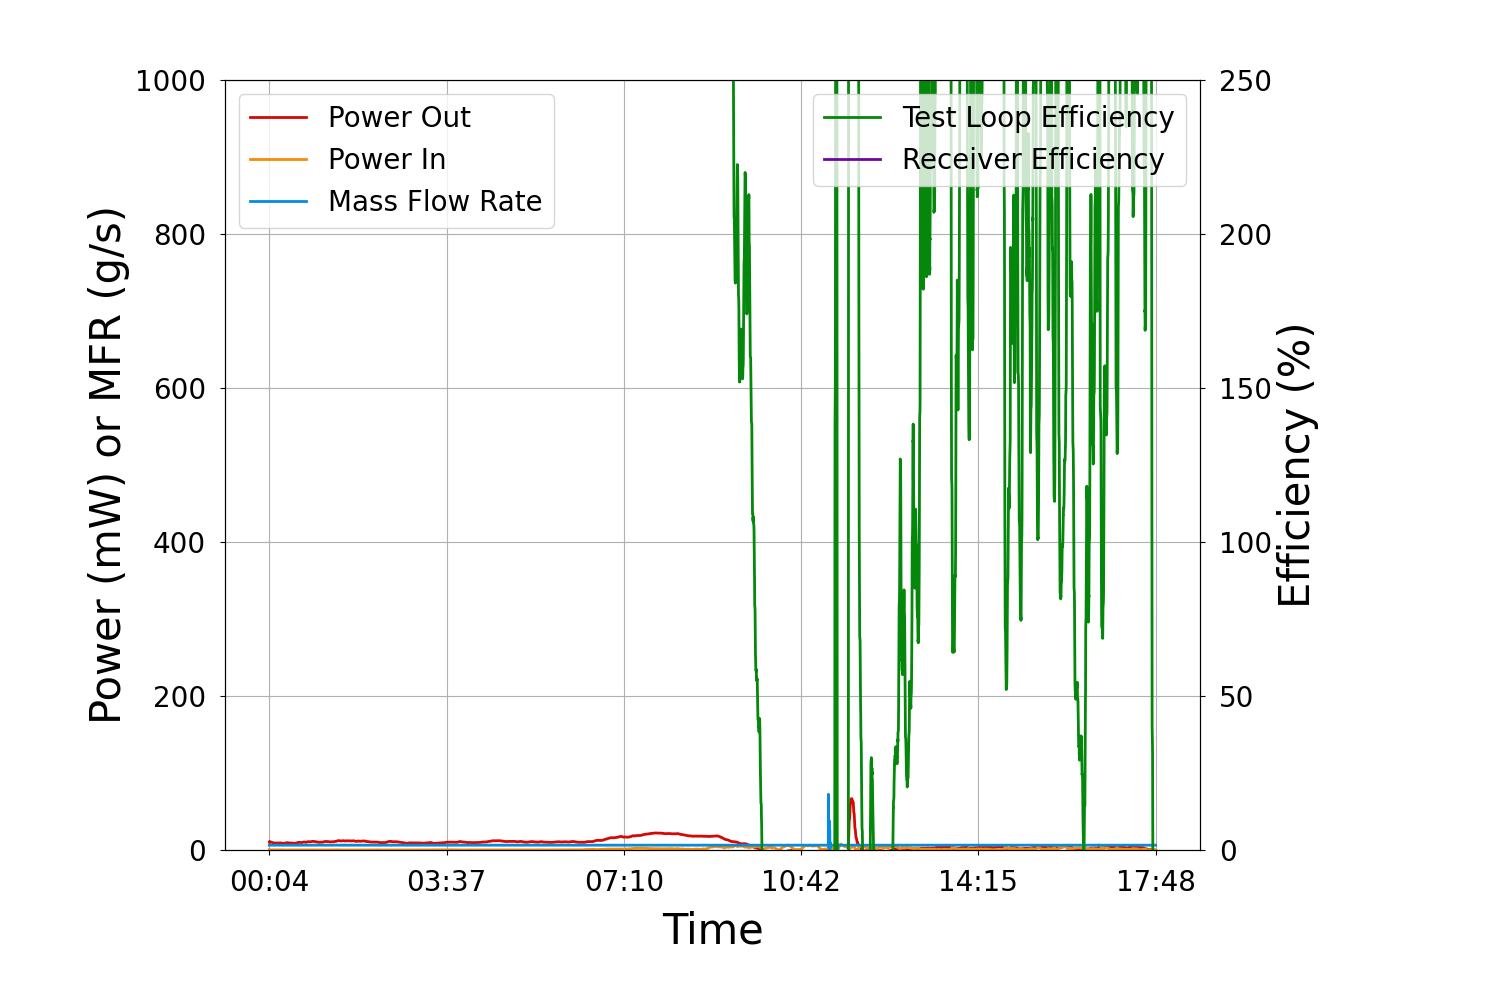 1000
800
600
400
200
0
Power (mW) or MFR (g/s)
Power Out
Power In
Mass Flow Rate
Test Loop Efficiency
Receiver Efficiency
250
200
150
100
50
0
Efficiency (%)
00:04 03:37 07:10 10:42 14:15 17:48
Time